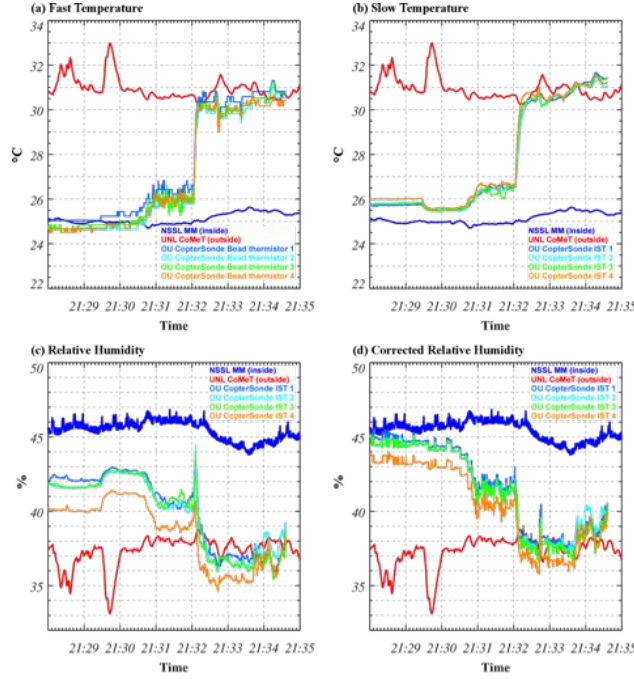 (a) Fast Temperature
34
32
30
28
26
24
22
°C
NSSL MM (inside)
UNL CoMeT (outside)
OU CopterSonde Bead thermistor 1
OU CopterSonde Bead thermistor 2
OU CopterSonde Bead thermistor 3
OU CopterSonde Bead thermistor 4
21:29 21:30 21:31 21:32 21:33 21:34 21:35
Time
(b) Slow Temperature
34
32
30
28
26
24
22
°C
NSSL MM (inside)
UNL CoMeT (outside)
OU CopterSonde IST 1
OU CopterSonde IST 2
OU CopterSonde IST 3
OU CopterSonde IST 4
21:29 21:30 21:31 21:32 21:33 21:34 21:35
Time
(c) Relative Humidity
50
45
40
35
%
NSSL MM (inside)
UNL CoMeT (outside)
OU CopterSonde IST 1
OU CopterSonde IST 2
OU CopterSonde IST 3
OU CopterSonde IST 4
21:29 21:30 21:31 21:32 21:33 21:34 21:35
Time
(d) Corrected Relative Humidity
50
45
40
35
%
NSSL MM (inside)
UNL CoMeT (outside)
OU CopterSonde IST 1
OU CopterSonde IST 2
OU CopterSonde IST 3
OU CopterSonde IST 4
21:29 21:30 21:31 21:32 21:33 21:34 21:35
Time